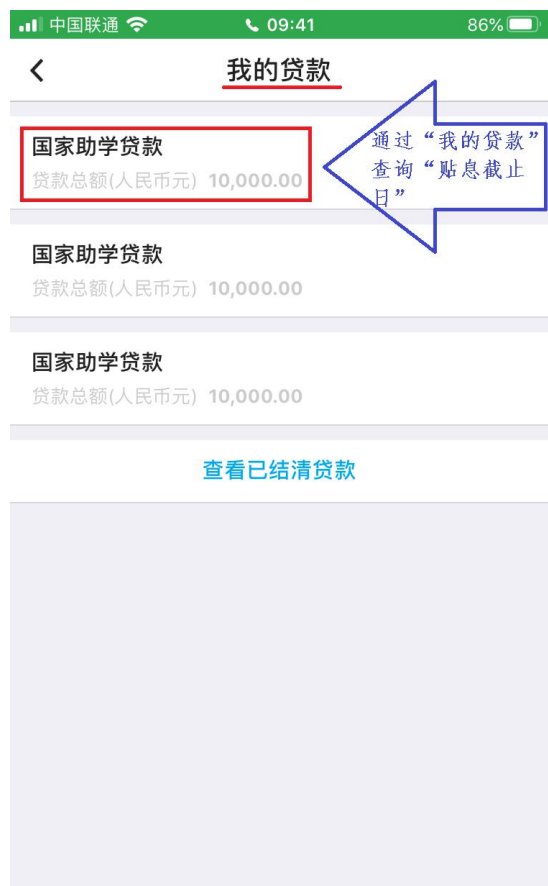 中国联通 09:41 86%
我的贷款
国家助学贷款
贷款总额(人民币元) 10,000.00
通过“我的贷款”
查询“贴息截止
日”
国家助学贷款
贷款总额(人民币元) 10,000.00
国家助学贷款
贷款总额(人民币元) 10,000.00
查看已结清贷款